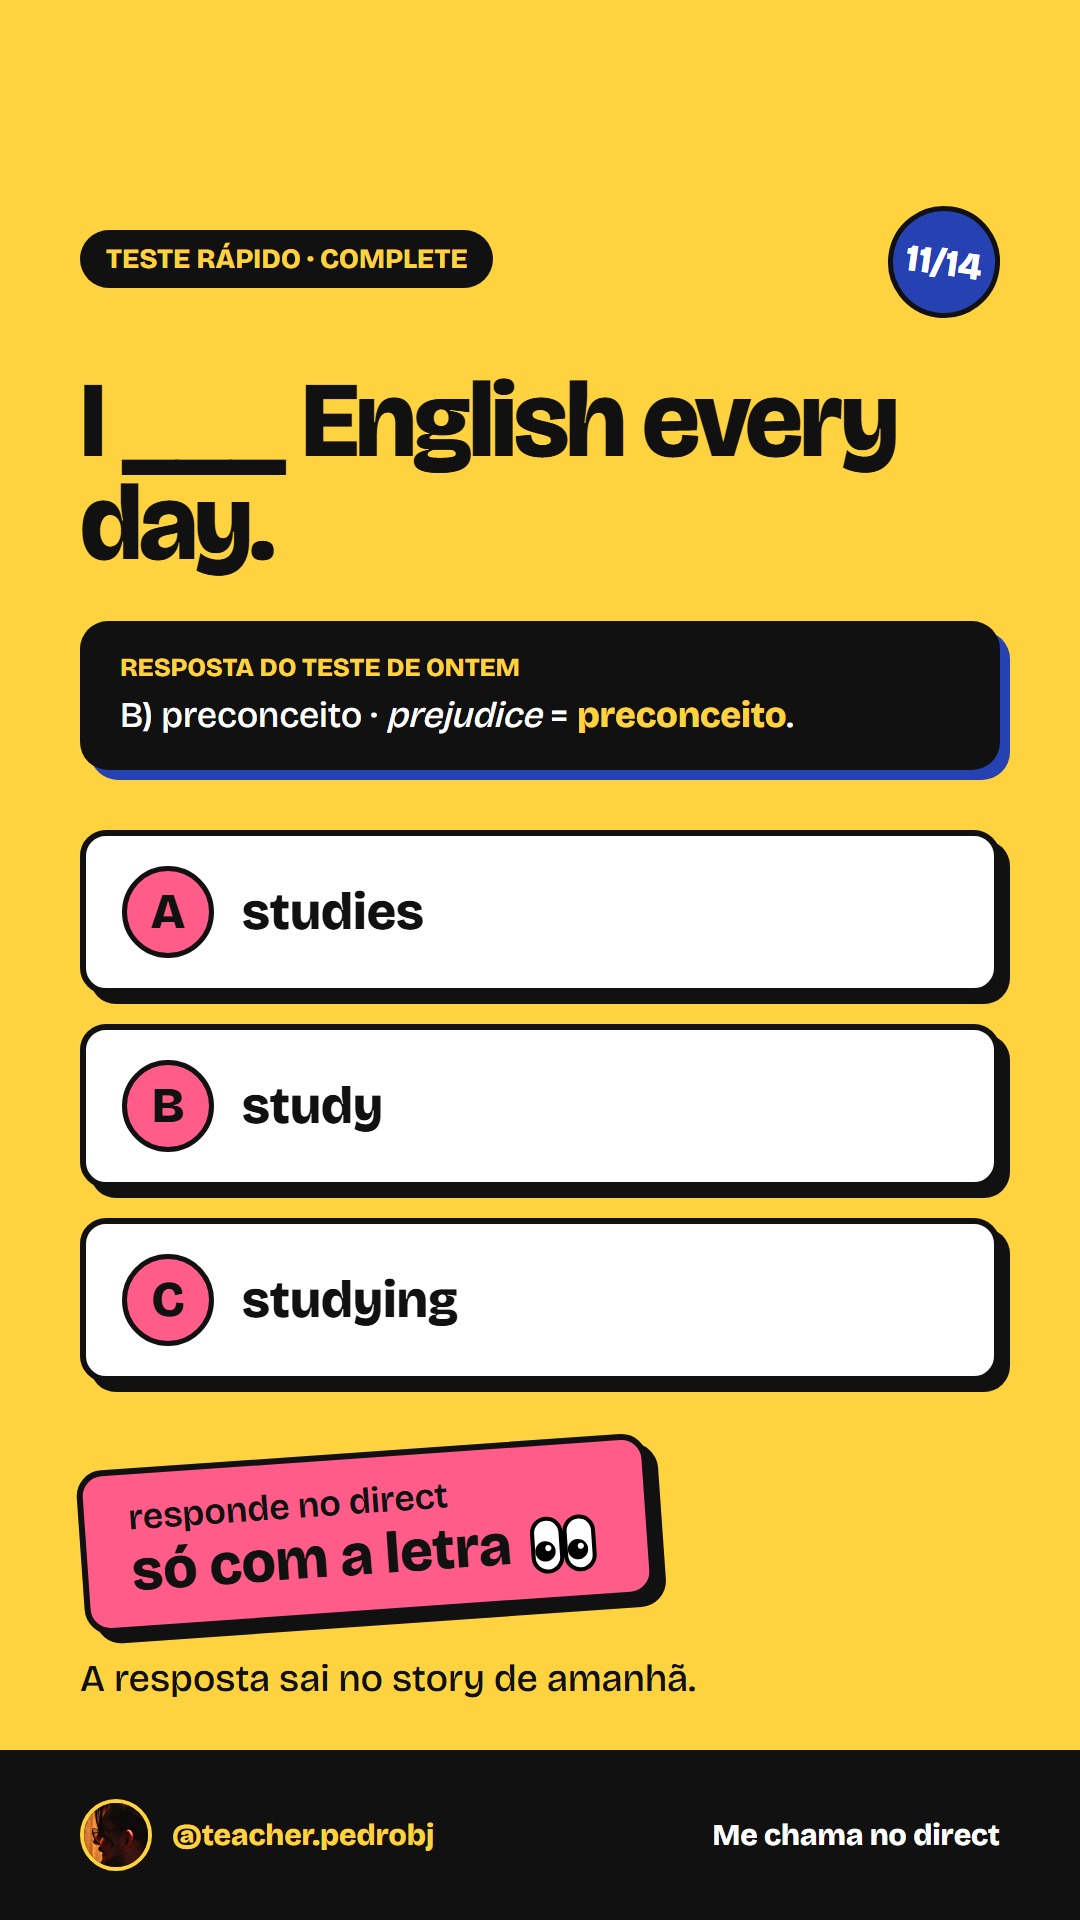 TESTE RÁPIDO · COMPLETE
11/14
I ___ English every
day.
RESPOSTA DO TESTE DE ONTEM
B) preconceito · prejudice = preconceito.
A studies
B study
C studying
responde no direct
só com a letra 👀
A resposta sai no story de amanhã.
@teacher.pedrobj
Me chama no direct